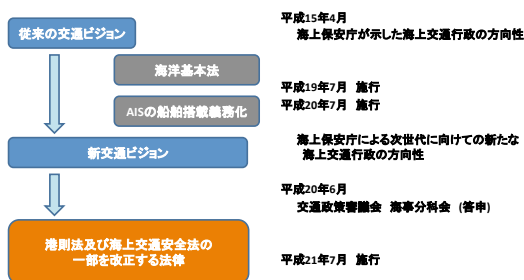 平成15年4月
従来の交通ビジョン
海上保安庁が示した海上交通行政の方向性
海洋基本法
平成19年7月 施行
AISの船舶搭載義務化
平成20年7月 施行
新交通ビジョン
海上保安庁による次世代に向けての新たな
海上交通行政の方向性
平成20年6月
交通政策審議会 海事分科会 (答申)
港則法及び海上交通安全法の
一部を改正する法律
平成21年7月 施行